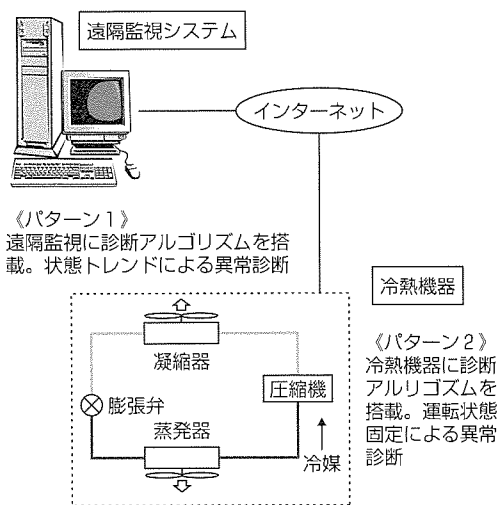 遠隔監視システム
インターネット
《パターン1》
遠隔監視に診断アルゴリズムを搭
載。状態トレンドによる異常診断
冷熱機器
《パターン2》
冷熱機器に診断
アルリゴズムを
搭載。運転状態
固定による異常
診断
凝縮器
圧縮機
膨張弁
蒸発器
冷媒